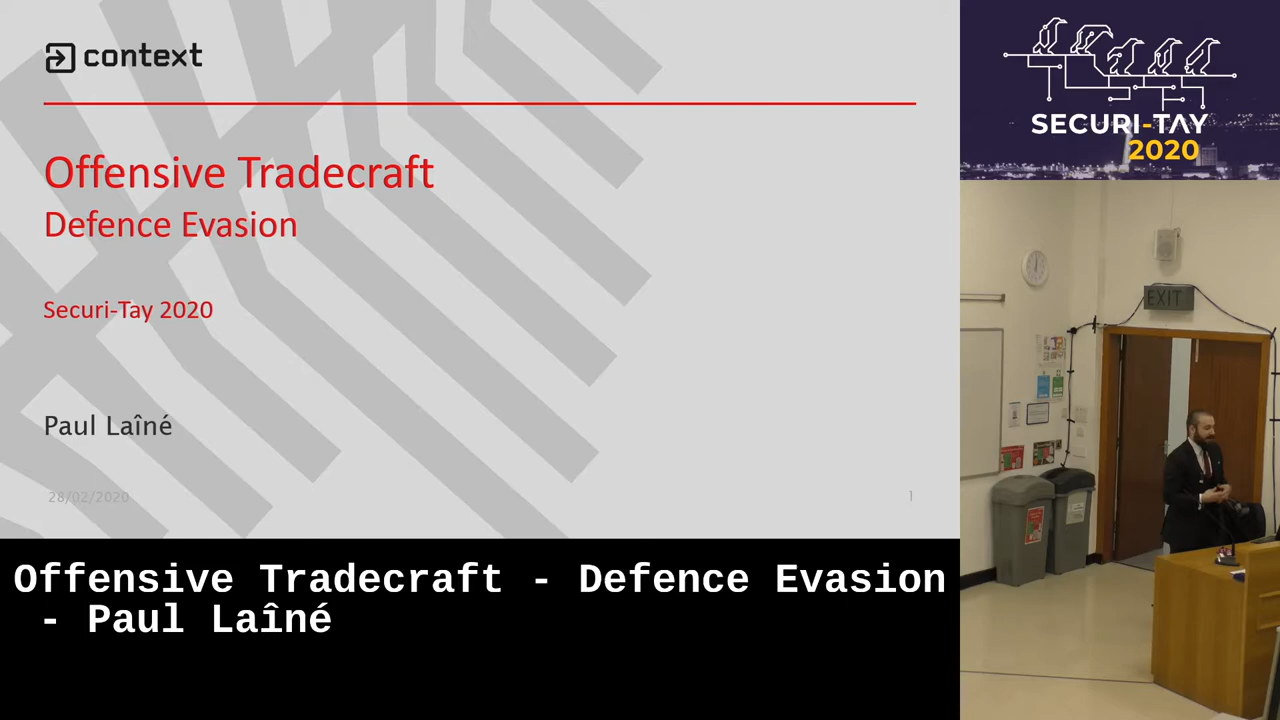 context
Offensive Tradecraft
Defence Evasion
Securi-Tay 2020
Paul Laîné
28/02/2020
1
Offensive Tradecraft - Defence Evasion
- Paul Laîné
SECURI-TAY
2020
EXIT